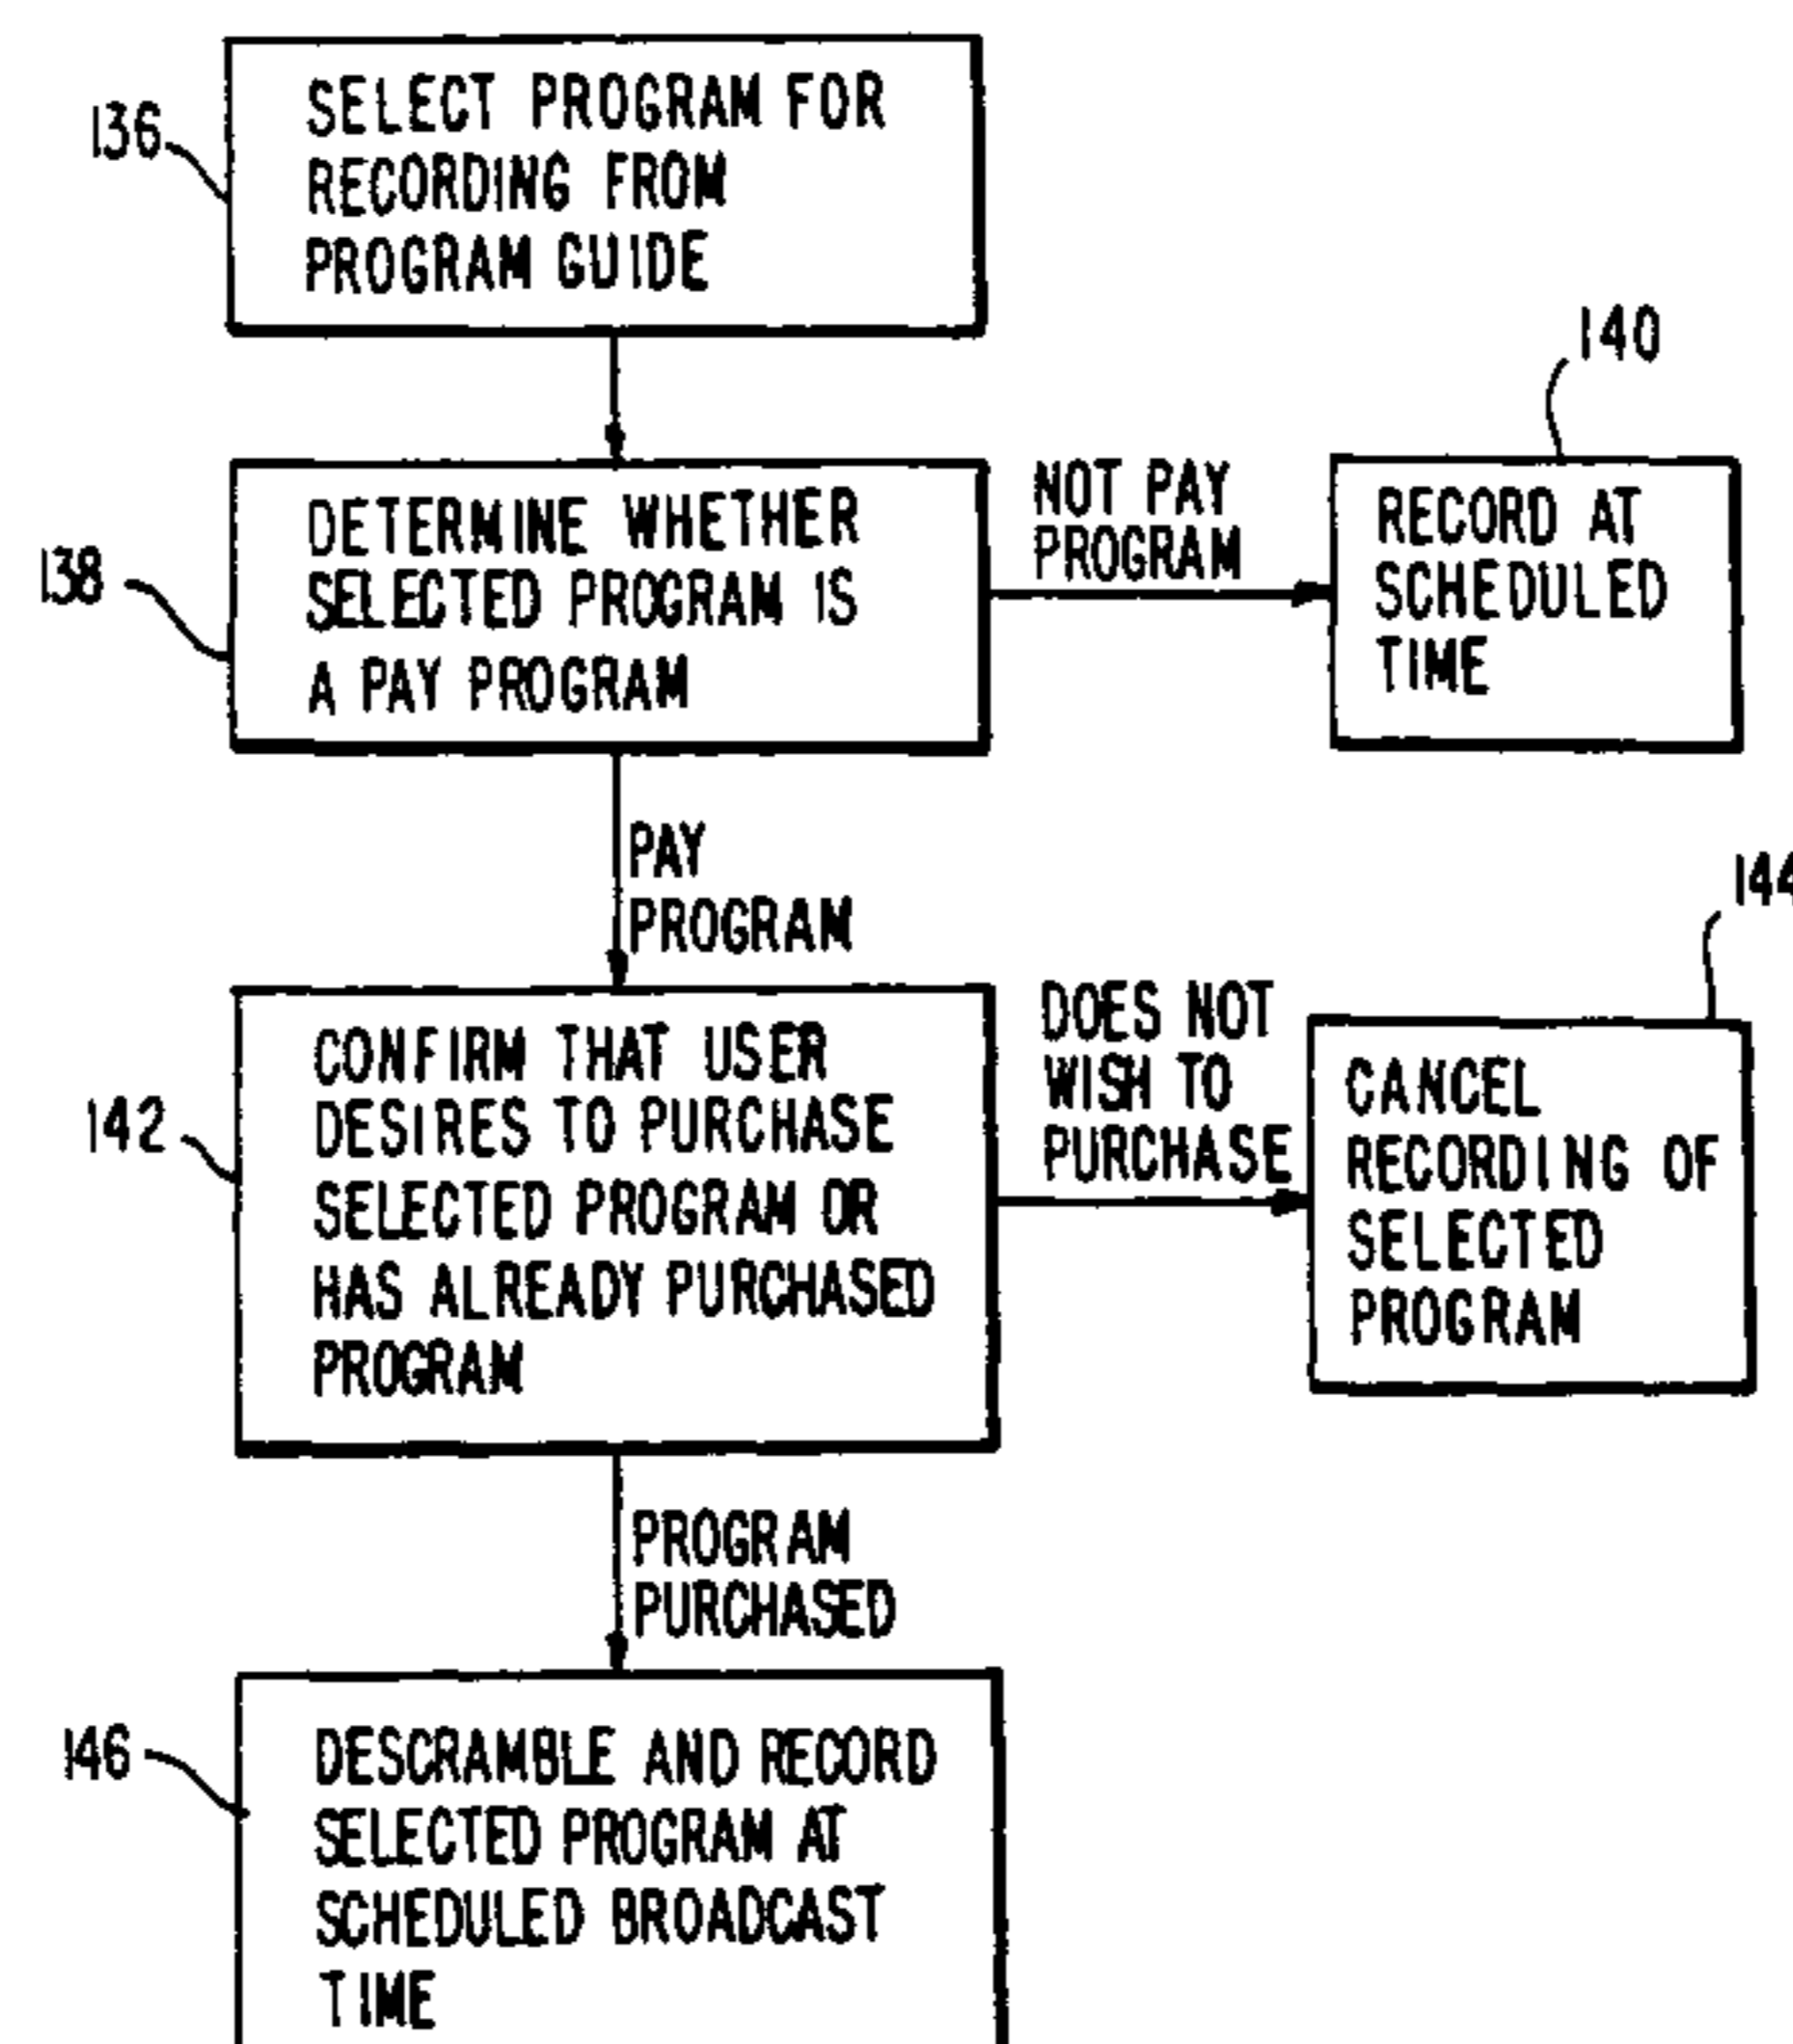 136
SELECT PROGRAM FOR
RECORDING FROM
PROGRAM GUIDE
138
DETERMINE WHETHER
SELECTED PROGRAM IS
A PAY PROGRAM
NOT PAY
PROGRAM
140
RECORD AT
SCHEDULED
TIME
PAY
PROGRAM
142
CONFIRM THAT USER
DESIRES TO PURCHASE
SELECTED PROGRAM OR
HAS ALREADY PURCHASED
PROGRAM
DOES NOT
WISH TO
PURCHASE
144
CANCEL
RECORDING OF
SELECTED
PROGRAM
PROGRAM
PURCHASED
146
DESCRAMBLE AND RECORD
SELECTED PROGRAM AT
SCHEDULED BROADCAST
TIME